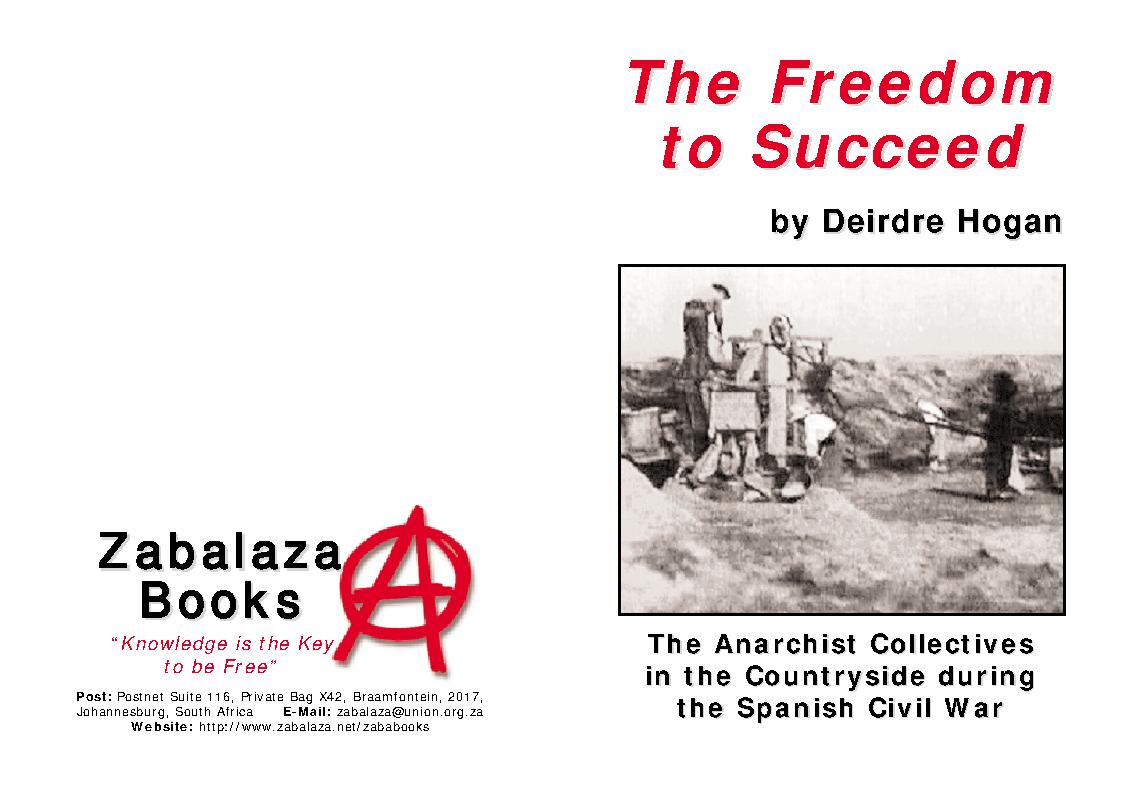 The Freedom
to Succeed
by Deirdre Hogan
The Anarchist Collectives
in the Countryside during
the Spanish Civil War
Zabalaza
Books
“Knowledge is the Key
to be Free”
Post: Postnet Suite 116, Private Bag X42, Braamfontein, 2017,
Johannesburg, South Africa E-Mail: zabalaza@union.org.za
Website: http://www.zabalaza.net/zababooks